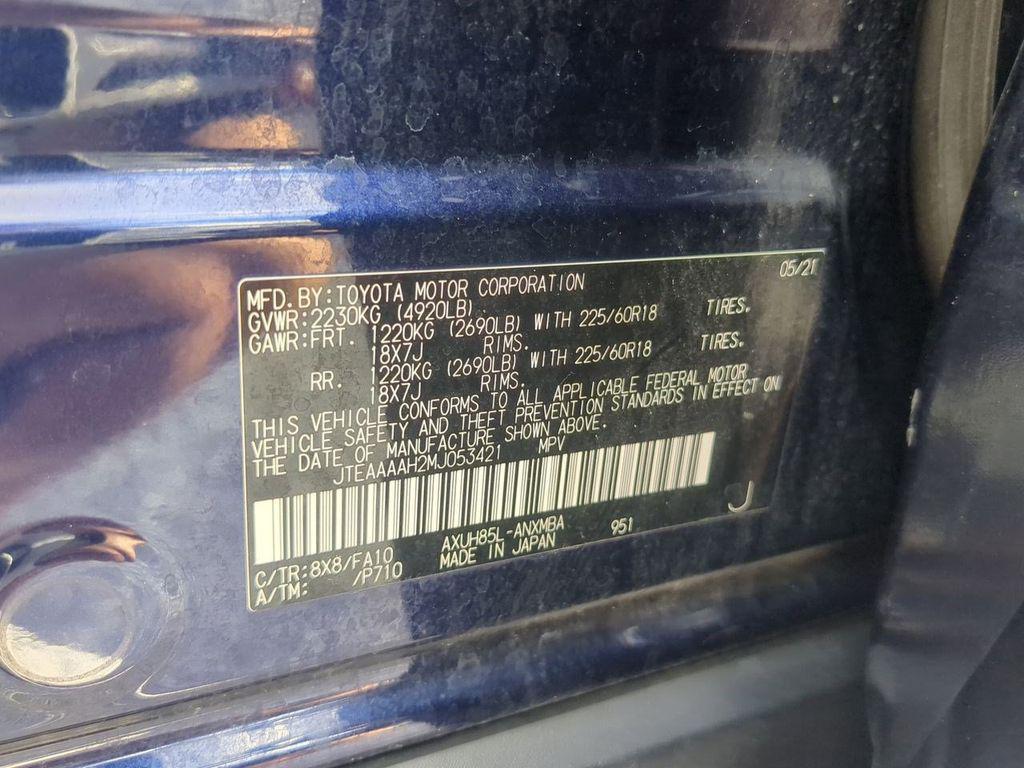 05/21
MFD. BY:TOYOTA MOTOR CORPORATION
GVWR:2230KG (4920LB)
GAWR:FRT. 1220KG (2690LB) WITH 225/60R18 TIRES.
18X7J RIMS.
RR. 1220KG (2690LB) WITH 225/60R18 TIRES.
18X7J RIMS.
THIS VEHICLE CONFORMS TO ALL APPLICABLE FEDERAL MOTOR
VEHICLE SAFETY AND THEFT PREVENTION STANDARDS IN EFFECT ON
THE DATE OF MANUFACTURE SHOWN ABOVE.
JTEAAAAH2MJ053421 MPV
J
C/TR:8X8/FA10 AXUH85L-ANXMBA 951
A/TM: /P710 MADE IN JAPAN